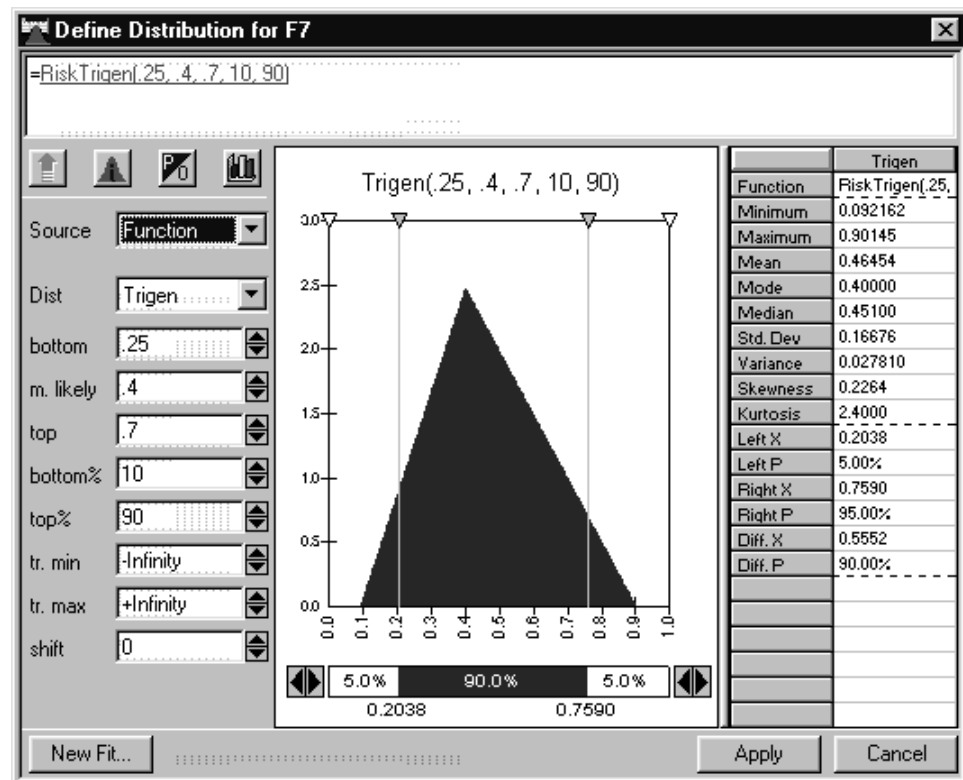 Define Distribution for F7
=RiskTrigen(.25, .4, .7, 10, 90)
Source Function
Dist Trigen
bottom .25
m. likely .4
top .7
bottom% 10
top% 90
tr. min -Infinity
tr. max +Infinity
shift 0
Trigen(.25, .4, .7, 10, 90)
3.0
2.5
2.0
1.5
1.0
0.5
0.0
0.0 0.1 0.2 0.3 0.4 0.5 0.6 0.7 0.8 0.9 1.0
5.0% 90.0% 5.0%
0.2038 0.7590
Trigen
Function RiskTrigen(.25,
Minimum 0.092162
Maximum 0.90145
Mean 0.46454
Mode 0.40000
Median 0.45100
Std. Dev 0.16676
Variance 0.027810
Skewness 0.2264
Kurtosis 2.4000
Left X 0.2038
Left P 5.00%
Right X 0.7590
Right P 95.00%
Diff. X 0.5552
Diff. P 90.00%
New Fit... Apply Cancel